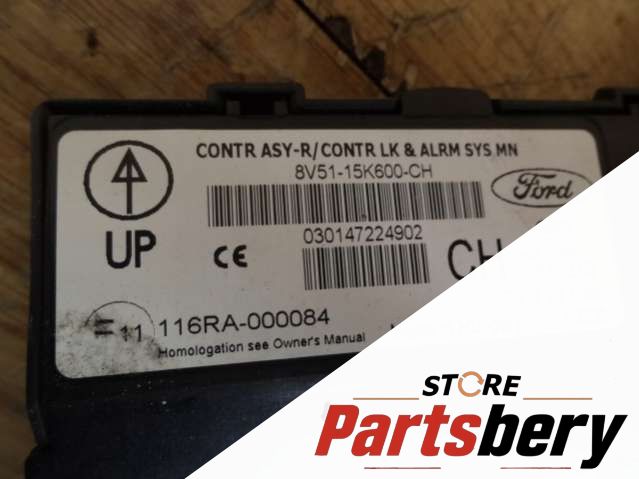 CONTR ASY-R/CONTR LK & ALRM SYS MN
8V51-15K600-CH
Ford
030147224902
UP
CE
CH
11
116RA-000084
Homologation see Owner's Manual
STORE
Partsbery